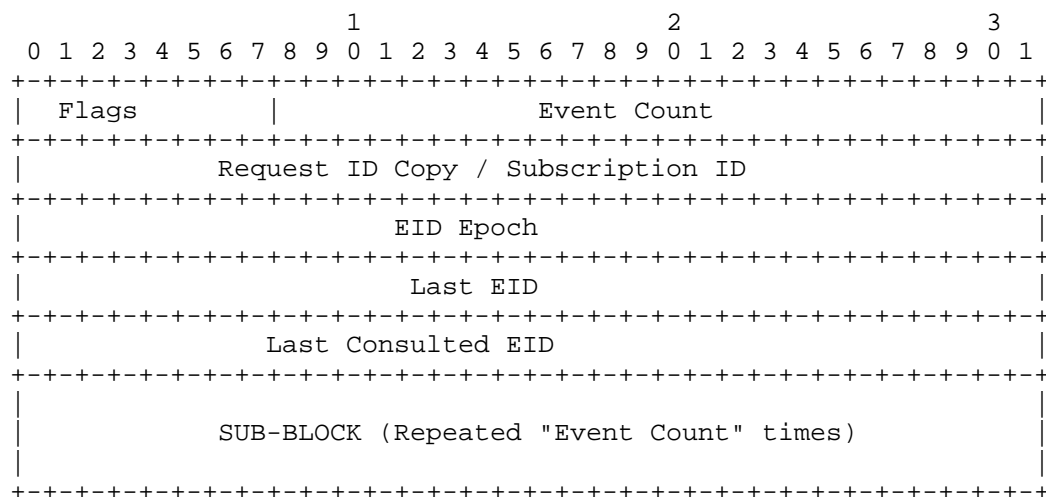 1                   2                   3
 0 1 2 3 4 5 6 7 8 9 0 1 2 3 4 5 6 7 8 9 0 1 2 3 4 5 6 7 8 9 0 1
+-+-+-+-+-+-+-+-+-+-+-+-+-+-+-+-+-+-+-+-+-+-+-+-+-+-+-+-+-+-+-+-+
|  Flags        |                Event Count                    |
+-+-+-+-+-+-+-+-+-+-+-+-+-+-+-+-+-+-+-+-+-+-+-+-+-+-+-+-+-+-+-+-+
|            Request ID Copy / Subscription ID                  |
+-+-+-+-+-+-+-+-+-+-+-+-+-+-+-+-+-+-+-+-+-+-+-+-+-+-+-+-+-+-+-+-+
|                       EID Epoch                               |
+-+-+-+-+-+-+-+-+-+-+-+-+-+-+-+-+-+-+-+-+-+-+-+-+-+-+-+-+-+-+-+-+
|                        Last EID                               |
+-+-+-+-+-+-+-+-+-+-+-+-+-+-+-+-+-+-+-+-+-+-+-+-+-+-+-+-+-+-+-+-+
|               Last Consulted EID                              |
+-+-+-+-+-+-+-+-+-+-+-+-+-+-+-+-+-+-+-+-+-+-+-+-+-+-+-+-+-+-+-+-+
|                                                               |
|            SUB-BLOCK (Repeated "Event Count" times)           |
|                                                               |
+-+-+-+-+-+-+-+-+-+-+-+-+-+-+-+-+-+-+-+-+-+-+-+-+-+-+-+-+-+-+-+-+